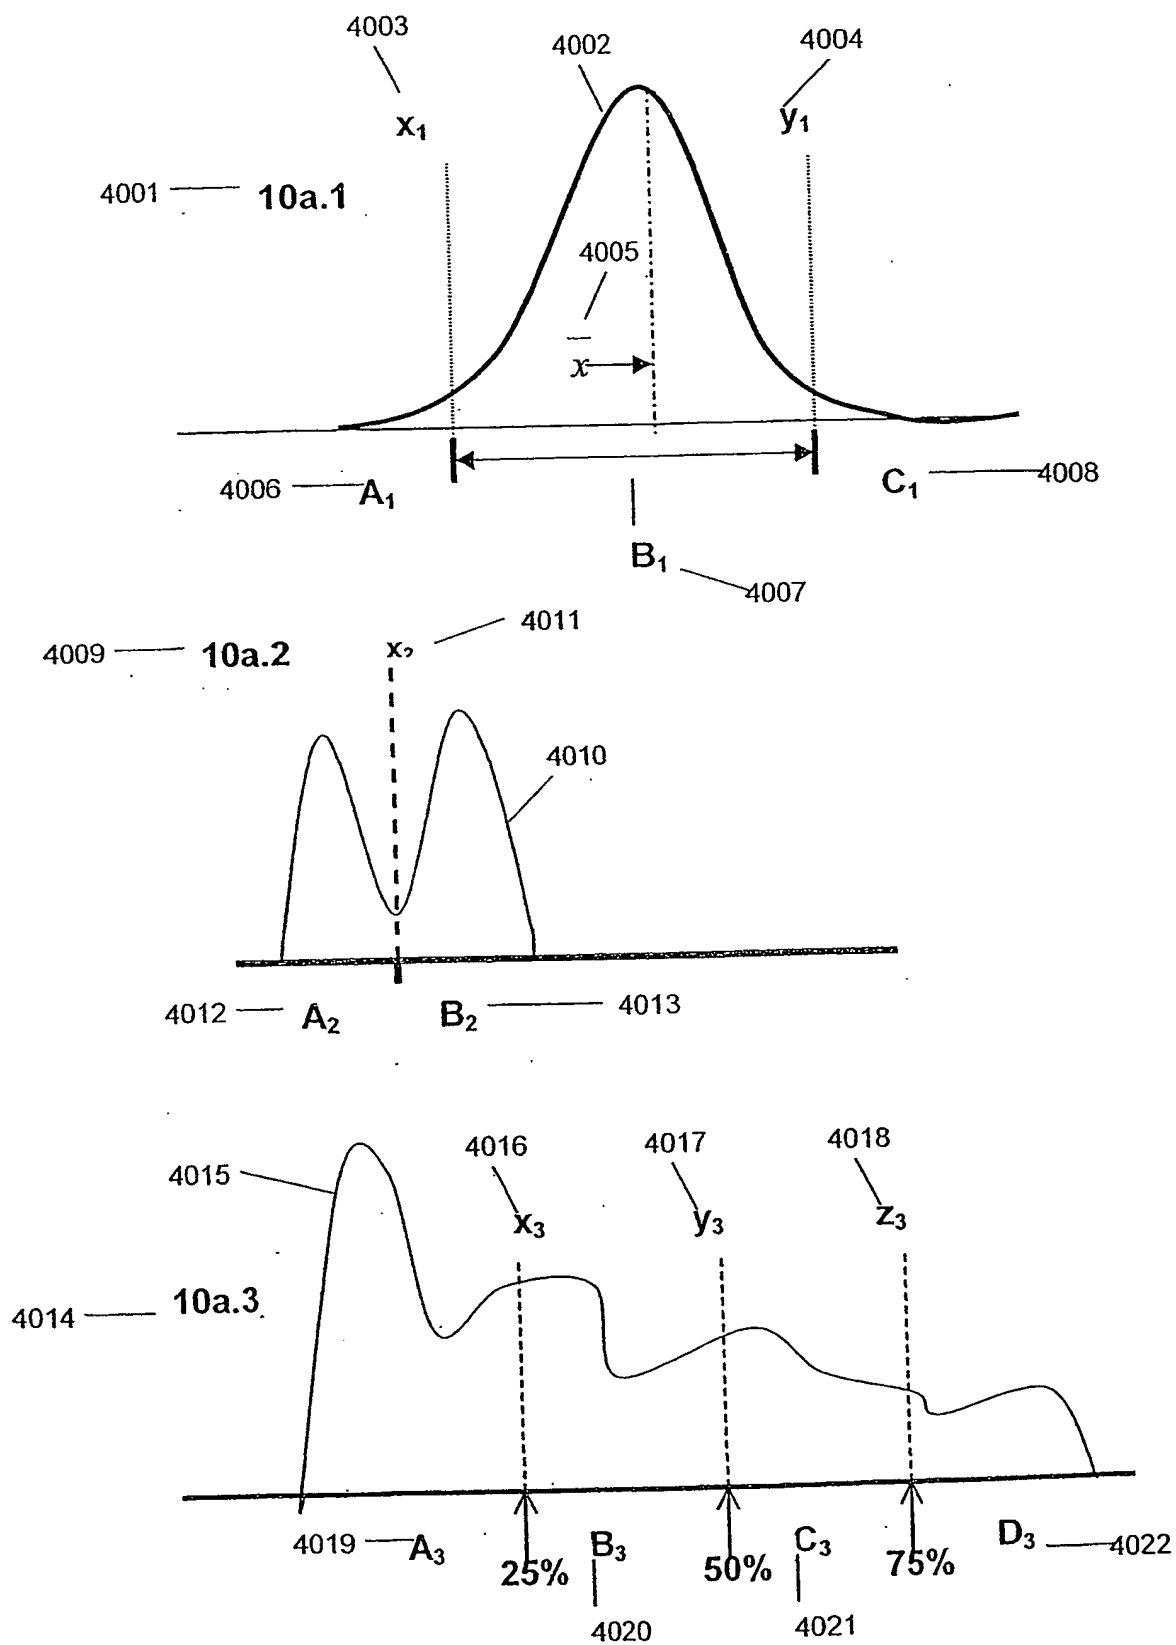 4003
4002
4004
x₁
y₁
4001 10a.1
4005
x̄
4006 A₁
C₁ 4008
B₁
4007
4009 10a.2
x₂ 4011
4010
4012 A₂
B₂ 4013
4015
4016
4017
4018
x₃
y₃
z₃
4014 10a.3
4019 A₃
B₃
C₃
D₃ 4022
25%
50%
75%
4020
4021